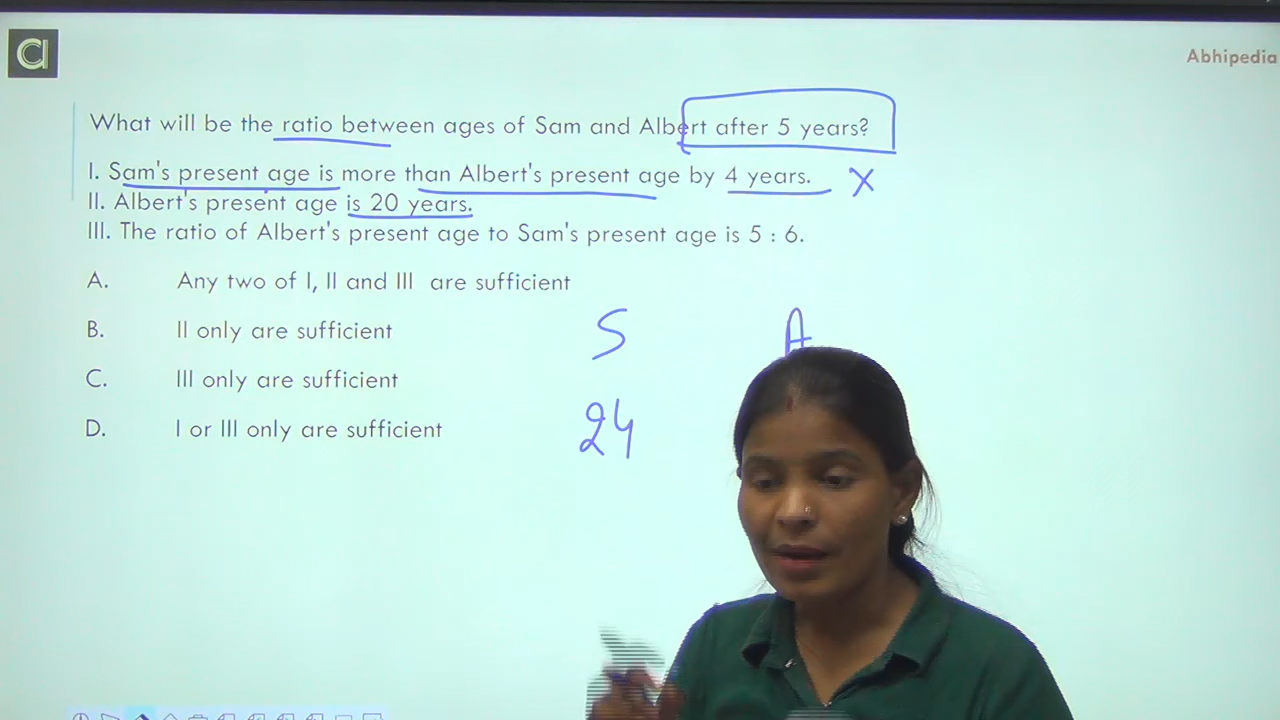 Abhipedia
What will be the ratio between ages of Sam and Albert after 5 years?
I. Sam's present age is more than Albert's present age by 4 years. X
II. Albert's present age is 20 years.
III. The ratio of Albert's present age to Sam's present age is 5 : 6.
A. Any two of I, II and III are sufficient
B. II only are sufficient
C. III only are sufficient
D. I or III only are sufficient
S A
24